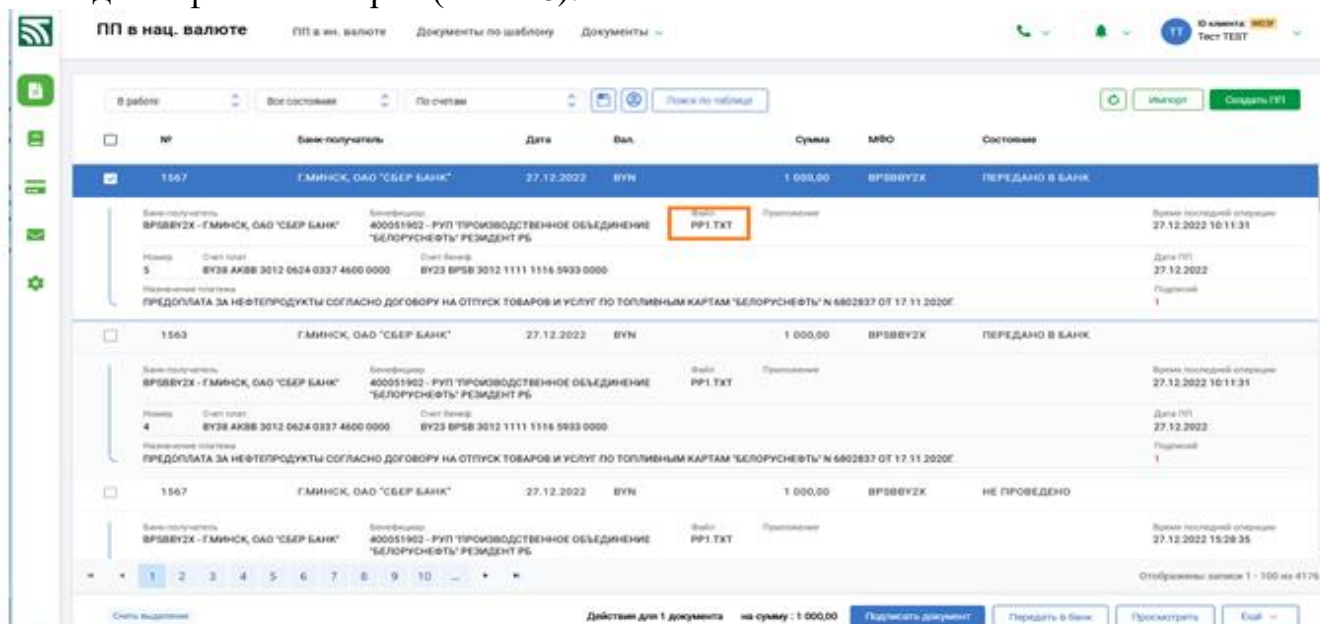 ПП в нац. валюте ПП в ин. валюте Документы по шаблону Документы
ID клиента: Тест TEST
ТТ
В работе Все состояния По счетам Поиск по таблице Импорт Создать ПП
№ Банк-получатель Дата Вал. Сумма МФО Состояние
1567 Г.МИНСК, ОАО "СБЕР БАНК" 27.12.2022 BYN 1 000,00 BPSBBY2X ПЕРЕДАНО В БАНК
Банк-получатель Бенефициар Файл Приложение Время последней операции
BPSBBY2X - Г.МИНСК, ОАО "СБЕР БАНК" 400051902 - РУП "ПРОИЗВОДСТВЕННОЕ ОБЪЕДИНЕНИЕ PP1.TXT 27.12.2022 10:11:31
"БЕЛОРУСНЕФТЬ" РЕЗИДЕНТ РБ
Номер Счет плат. Счет бенеф. Дата ПП
5 BY38 AKBB 3012 0624 0337 4600 0000 BY23 BPSB 3012 1111 1116 5933 0000 27.12.2022
Назначение платежа Подписей
ПРЕДОПЛАТА ЗА НЕФТЕПРОДУКТЫ СОГЛАСНО ДОГОВОРУ НА ОТПУСК ТОВАРОВ И УСЛУГ ПО ТОПЛИВНЫМ КАРТАМ "БЕЛОРУСНЕФТЬ" N 6802837 ОТ 17.11.2020Г. 1
1563 Г.МИНСК, ОАО "СБЕР БАНК" 27.12.2022 BYN 1 000,00 BPSBBY2X ПЕРЕДАНО В БАНК
Банк-получатель Бенефициар Файл Приложение Время последней операции
BPSBBY2X - Г.МИНСК, ОАО "СБЕР БАНК" 400051902 - РУП "ПРОИЗВОДСТВЕННОЕ ОБЪЕДИНЕНИЕ PP1.TXT 27.12.2022 10:11:31
"БЕЛОРУСНЕФТЬ" РЕЗИДЕНТ РБ
Номер Счет плат. Счет бенеф. Дата ПП
4 BY38 AKBB 3012 0624 0337 4600 0000 BY23 BPSB 3012 1111 1116 5933 0000 27.12.2022
Назначение платежа Подписей
ПРЕДОПЛАТА ЗА НЕФТЕПРОДУКТЫ СОГЛАСНО ДОГОВОРУ НА ОТПУСК ТОВАРОВ И УСЛУГ ПО ТОПЛИВНЫМ КАРТАМ "БЕЛОРУСНЕФТЬ" N 6802837 ОТ 17.11.2020Г. 1
1567 Г.МИНСК, ОАО "СБЕР БАНК" 27.12.2022 BYN 1 000,00 BPSBBY2X НЕ ПРОВЕДЕНО
Банк-получатель Бенефициар Файл Приложение Время последней операции
BPSBBY2X - Г.МИНСК, ОАО "СБЕР БАНК" 400051902 - РУП "ПРОИЗВОДСТВЕННОЕ ОБЪЕДИНЕНИЕ PP1.TXT 27.12.2022 15:28:35
"БЕЛОРУСНЕФТЬ" РЕЗИДЕНТ РБ
1 2 3 4 5 6 7 8 9 10 ... Отображены записи 1 - 100 из 4176
Снять выделение Действия для 1 документа на сумму : 1 000,00 Подписать документ Передать в банк Просмотреть Ещё